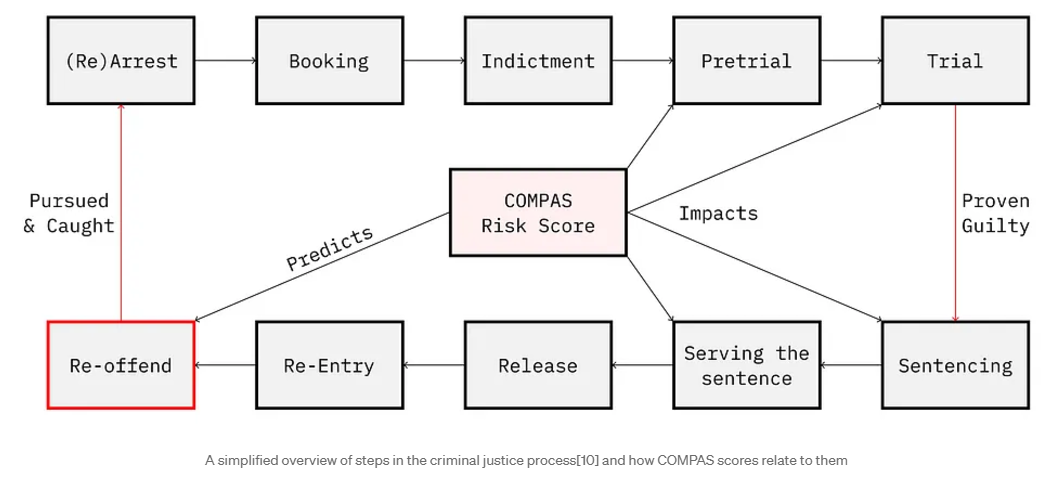 (Re)Arrest
Booking
Indictment
Pretrial
Trial
COMPAS
Risk Score
Pursued
& Caught
Predicts
Impacts
Proven
Guilty
Re-offend
Re-Entry
Release
Serving the
sentence
Sentencing
A simplified overview of steps in the criminal justice process[10] and how COMPAS scores relate to them